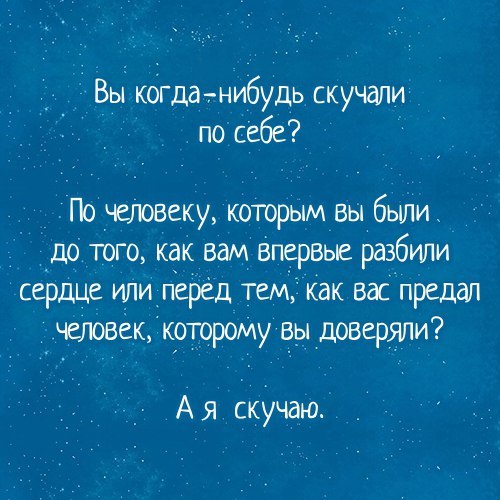 Вы когда-нибудь скучали
по себе?
По человеку, которым вы были
до того, как вам впервые разбили
сердце или перед тем, как вас предал
человек, которому вы доверяли?
А я скучаю.